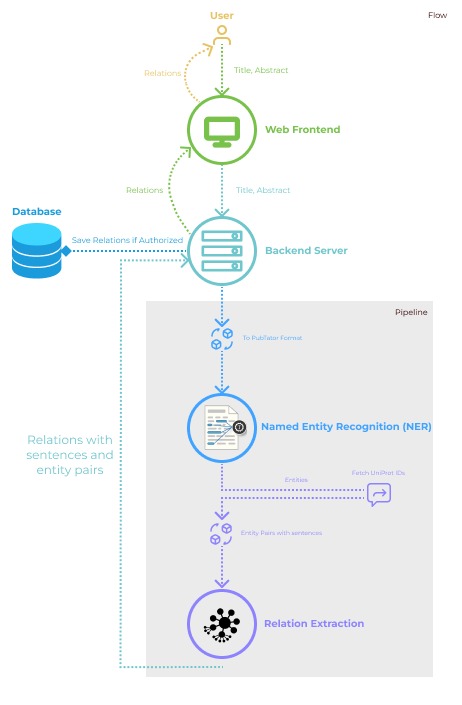 User
Flow
Relations
Title, Abstract
Web Frontend
Relations
Title, Abstract
Database
Save Relations if Authorized
Backend Server
Pipeline
To PubTator Format
Named Entity Recognition (NER)
Relations with
sentences and
entity pairs
Fetch UniProt IDs
Entities
Entity Pairs with sentences
Relation Extraction